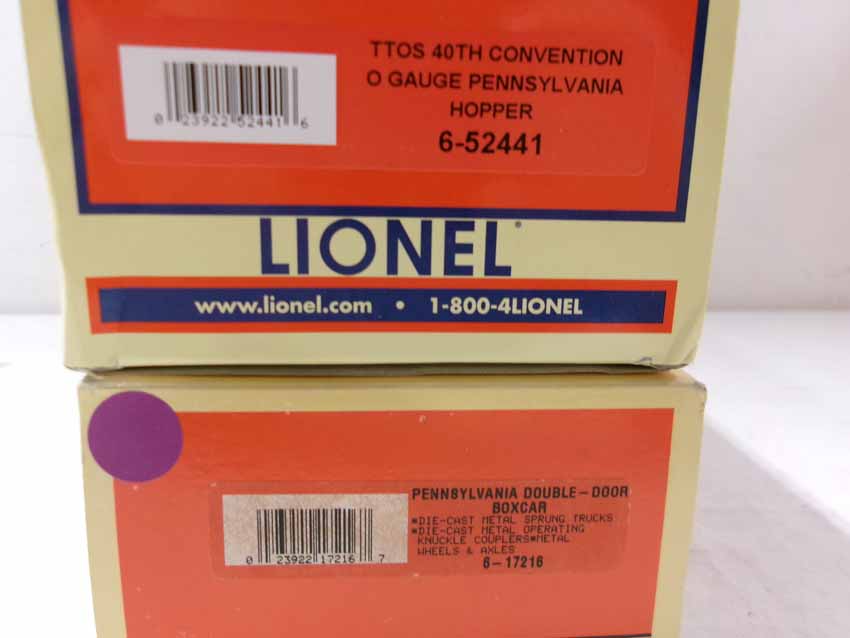 TTOS 40TH CONVENTION
O GAUGE PENNSYLVANIA
HOPPER
6-52441
0 23922 52441 6
LIONEL
www.lionel.com • 1-800-4LIONEL
PENNSYLVANIA DOUBLE-DOOR
BOXCAR
*DIE-CAST METAL SPRUNG TRUCKS
*DIE-CAST METAL OPERATING
KNUCKLE COUPLERS*METAL
WHEELS & AXLES
6-17216
0 23922 17216 7